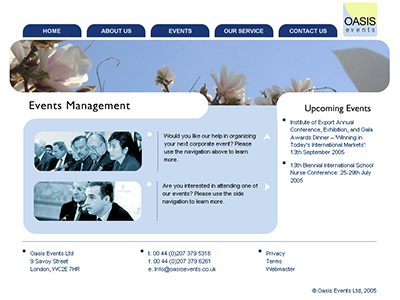 HOME ABOUT US EVENTS OUR SERVICE CONTACT US
OASIS
events
Events Management
Would you like our help in organising
your next corporate event? Please
use the navigation above to learn
more.
Are you interested in attending one of
our events? Please use the side
navigation to learn more.
Upcoming Events
Institute of Export Annual
Conference, Exhibition, and Gala
Awards Dinner – 'Winning in
Today's International Markets':
13th September 2005
13th Biennial International School
Nurse Conference: 25-29th July
2005
Oasis Events Ltd
9 Savoy Street
London, WC2E 7HR
t. 00 44 (0)207 379 5316
f. 00 44 (0)207 379 6261
e. info@oasicevents.co.uk
Privacy
Terms
Webmaster
© Oasis Events Ltd, 2005